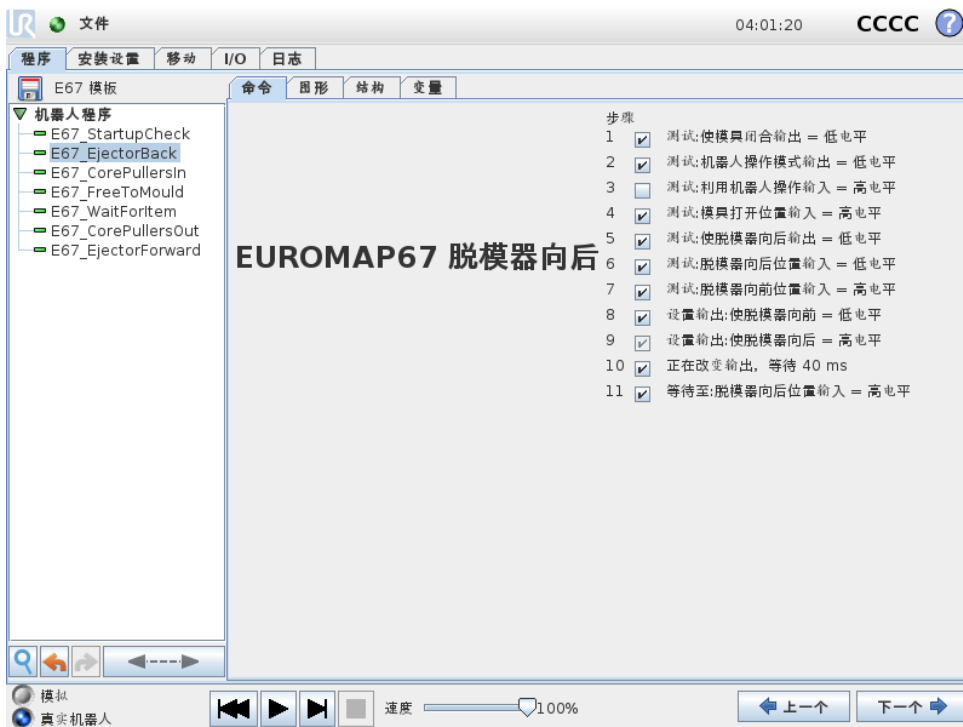 UR 文件 04:01:20 CCCC ?
程序 安装设置 移动 I/O 日志
E67 模板
命令 图形 结构 变量
机器人程序
E67_StartupCheck
E67_EjectorBack
E67_CorePullersIn
E67_FreeToMould
E67_WaitForItem
E67_CorePullersOut
E67_EjectorForward
EUROMAP67 脱模器向后
步骤
1 测试:使模具闭合输出 = 低电平
2 测试:机器人操作模式输出 = 低电平
3 测试:利用机器人操作输入 = 高电平
4 测试:模具打开位置输入 = 高电平
5 测试:使脱模器向后输出 = 低电平
6 测试:脱模器向后位置输入 = 低电平
7 测试:脱模器向前位置输入 = 高电平
8 设置输出:使脱模器向前 = 低电平
9 设置输出:使脱模器向后 = 高电平
10 正在改变输出，等待 40 ms
11 等待至:脱模器向后位置输入 = 高电平
模拟
真实机器人
速度 100%
上一个 下一个